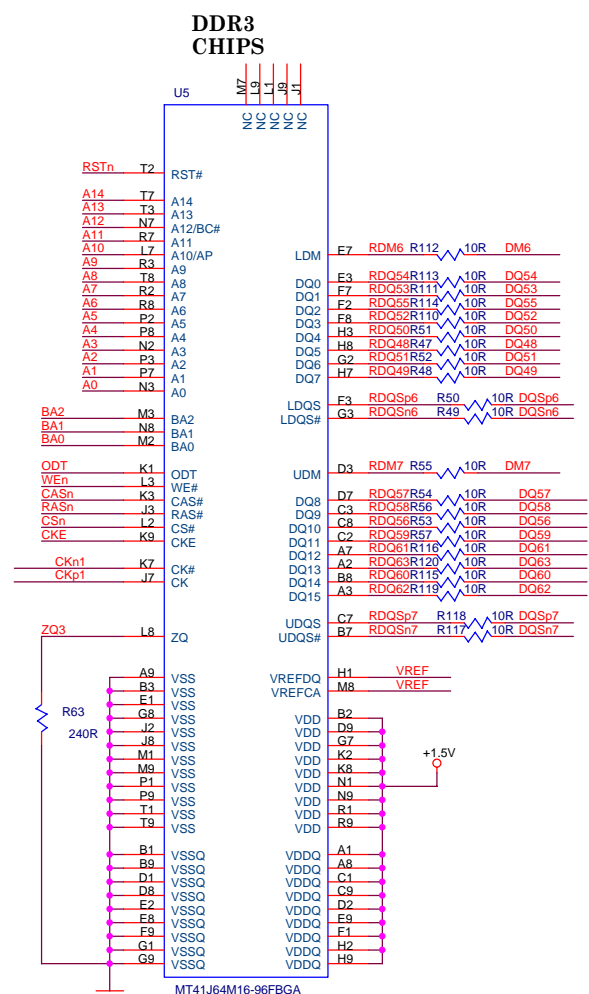 DDR3
CHIPS
U5
M7 L9 L1 J9 J1
NC NC NC NC NC
RSTn T2 RST#
A14 T7 A14
A13 T3 A13
A12 N7 A12/BC#
A11 R7 A11
A10 L7 A10/AP LDM E7 RDM6 R112 10R DM6
A9 R3 A9
A8 T8 A8 DQ0 E3 RDQ54 R113 10R DQ54
A7 R2 A7 DQ1 F7 RDQ53 R111 10R DQ53
A6 R8 A6 DQ2 F2 RDQ55 R114 10R DQ55
A5 P2 A5 DQ3 F8 RDQ52 R110 10R DQ52
A4 P8 A4 DQ4 H3 RDQ50 R51 10R DQ50
A3 N2 A3 DQ5 H8 RDQ48 R47 10R DQ48
A2 P3 A2 DQ6 G2 RDQ51 R52 10R DQ51
A1 P7 A1 DQ7 H7 RDQ49 R48 10R DQ49
A0 N3 A0
LDQS F3 RDQSp6 R50 10R DQSp6
BA2 M3 BA2 LDQS# G3 RDQSn6 R49 10R DQSn6
BA1 N8 BA1
BA0 M2 BA0
ODT K1 ODT UDM D3 RDM7 R55 10R DM7
WEn L3 WE#
CASn K3 CAS# DQ8 D7 RDQ57 R54 10R DQ57
RASn J3 RAS# DQ9 C3 RDQ58 R56 10R DQ58
CSn L2 CS# DQ10 C8 RDQ56 R53 10R DQ56
CKE K9 CKE DQ11 C2 RDQ59 R57 10R DQ59
DQ12 A7 RDQ61 R116 10R DQ61
CKn1 K7 CK# DQ13 A2 RDQ63 R120 10R DQ63
CKp1 J7 CK DQ14 B8 RDQ60 R115 10R DQ60
DQ15 A3 RDQ62 R119 10R DQ62
UDQS C7 RDQSp7 R118 10R DQSp7
ZQ3 L8 ZQ UDQS# B7 RDQSn7 R117 10R DQSn7
A9 VSS VREFDQ H1 VREF
B3 VSS VREFCA M8 VREF
E1 VSS
R63
240R
G8 VSS VDD B2
J2 VSS VDD D9
J8 VSS VDD G7
M1 VSS VDD K2
+1.5V
M9 VSS VDD K8
P1 VSS VDD N1
P9 VSS VDD N9
T1 VSS VDD R1
T9 VSS VDD R9
B1 VSSQ VDDQ A1
B9 VSSQ VDDQ A8
D1 VSSQ VDDQ C1
D8 VSSQ VDDQ C9
E2 VSSQ VDDQ D2
E8 VSSQ VDDQ E9
F9 VSSQ VDDQ F1
G1 VSSQ VDDQ H2
G9 VSSQ VDDQ H9
MT41J64M16-96FBGA